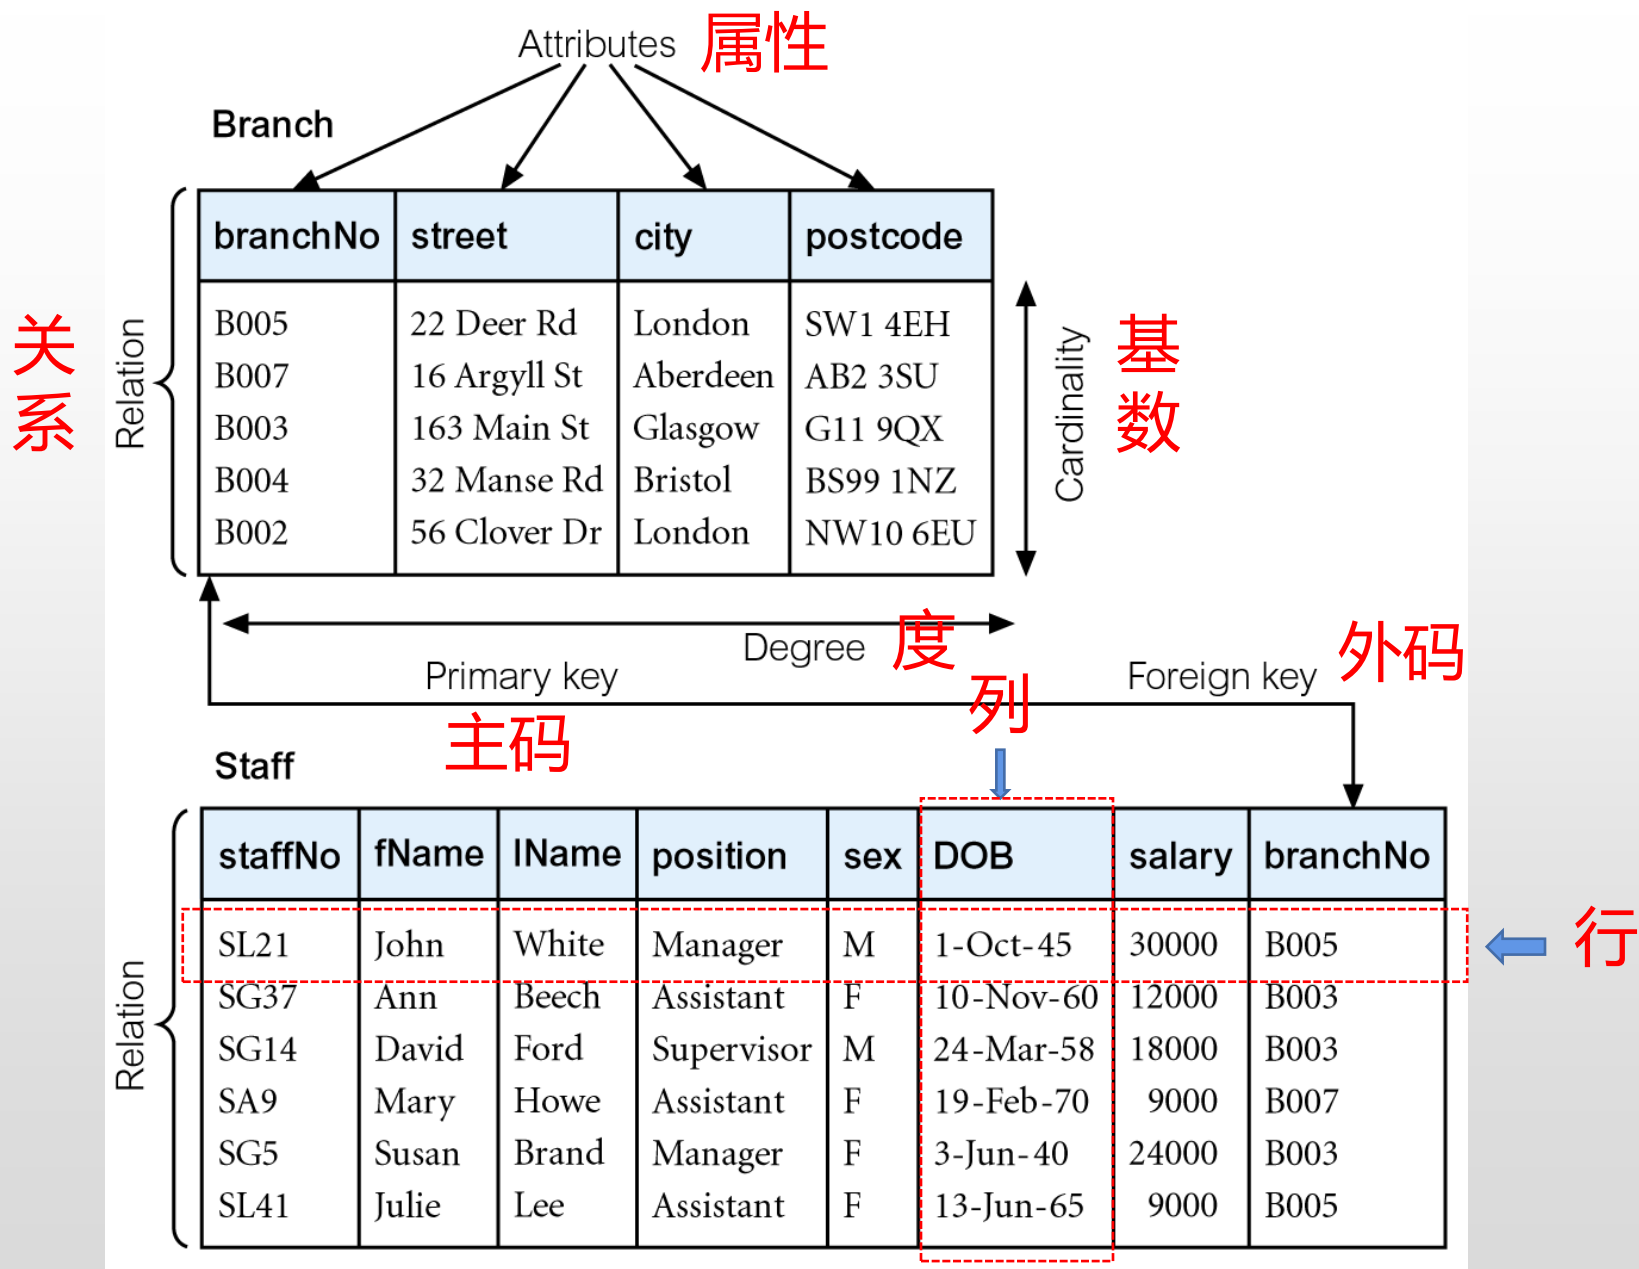 Attributes 属性
Branch
branchNo street city postcode
B005 22 Deer Rd London SW1 4EH
B007 16 Argyll St Aberdeen AB2 3SU
B003 163 Main St Glasgow G11 9QX
B004 32 Manse Rd Bristol BS99 1NZ
B002 56 Clover Dr London NW10 6EU
关系
Relation
Cardinality
基数
Degree 度
Primary key
主码
列
Foreign key 外码
Staff
staffNo fName lName position sex DOB salary branchNo
SL21 John White Manager M 1-Oct-45 30000 B005
行
SG37 Ann Beech Assistant F 10-Nov-60 12000 B003
SG14 David Ford Supervisor M 24-Mar-58 18000 B003
SA9 Mary Howe Assistant F 19-Feb-70 9000 B007
SG5 Susan Brand Manager F 3-Jun-40 24000 B003
SL41 Julie Lee Assistant F 13-Jun-65 9000 B005
Relation